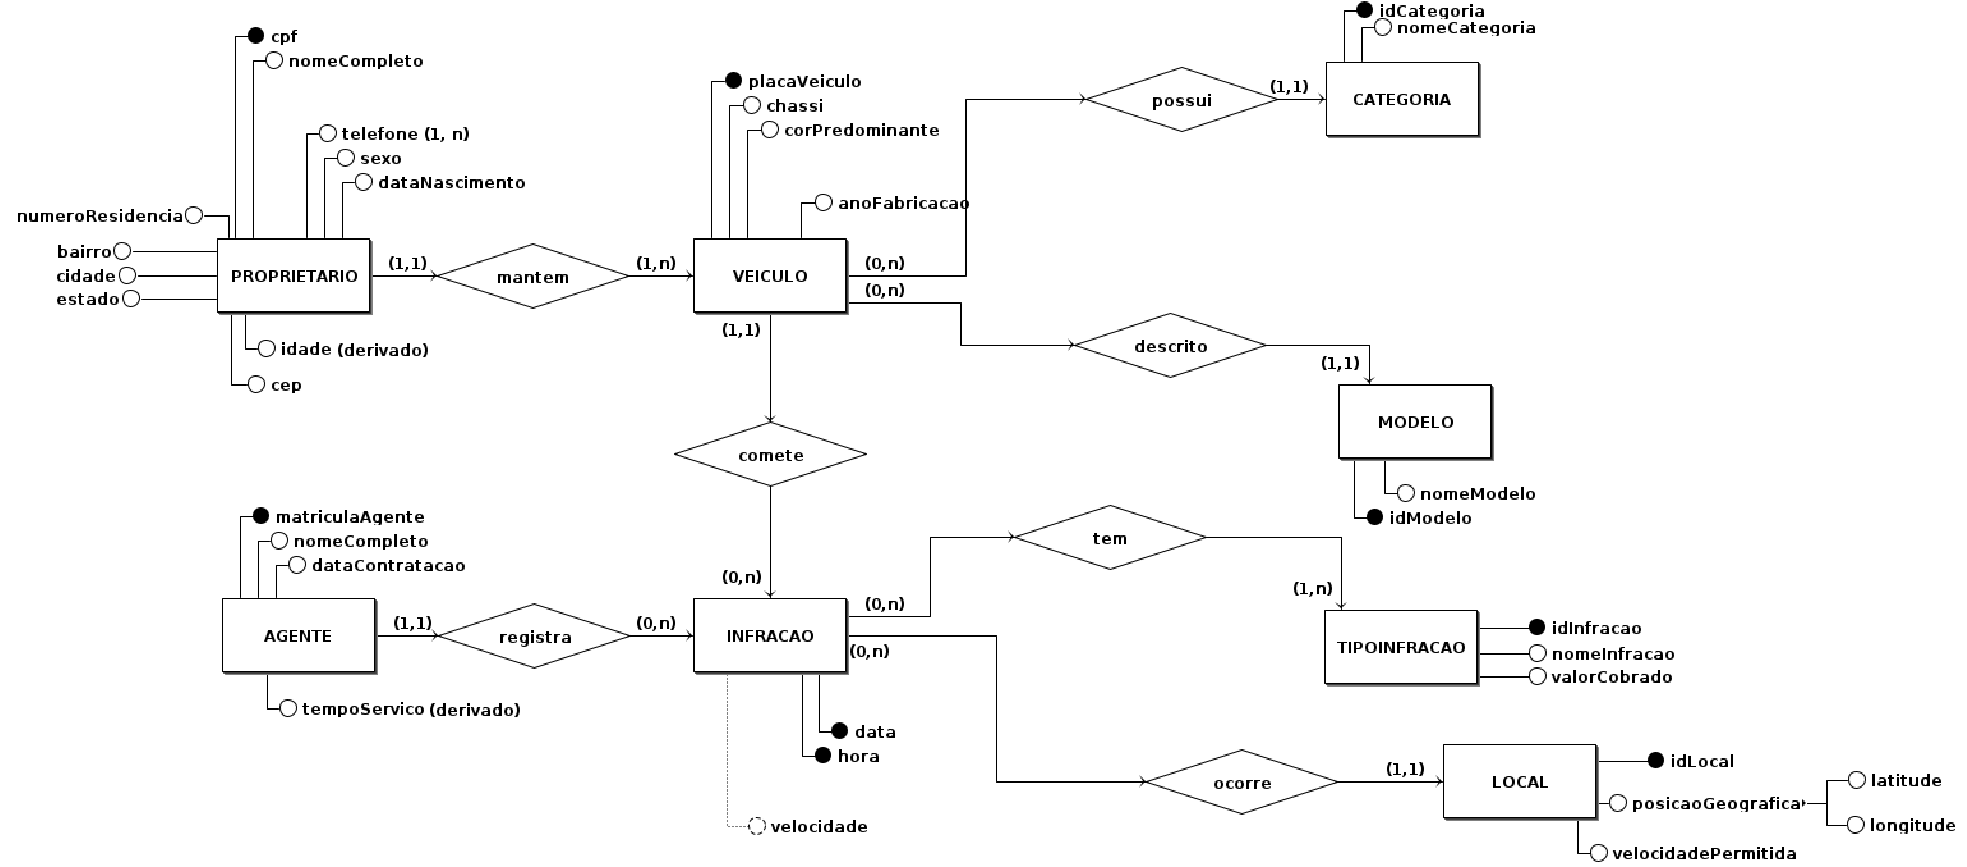 idCategoria
nomeCategoria
cpf
nomeCompleto
placaVeiculo
chassi
corPredominante
(1,1)
possui
CATEGORIA
telefone (1, n)
sexo
dataNascimento
anoFabricacao
numeroResidencia
bairro
cidade
estado
PROPRIETARIO
(1,1)
mantem
(1,n)
VEICULO
(0,n)
(0,n)
(1,1)
idade (derivado)
cep
descrito
(1,1)
MODELO
nomeModelo
idModelo
comete
matriculaAgente
nomeCompleto
dataContratacao
tem
(0,n)
(0,n)
(1,n)
AGENTE
(1,1)
registra
(0,n)
INFRACAO
(0,n)
TIPOINFRACAO
idInfracao
nomeInfracao
valorCobrado
tempoServico (derivado)
data
hora
velocidade
ocorre
(1,1)
LOCAL
idLocal
posicaoGeografica
latitude
longitude
velocidadePermitida